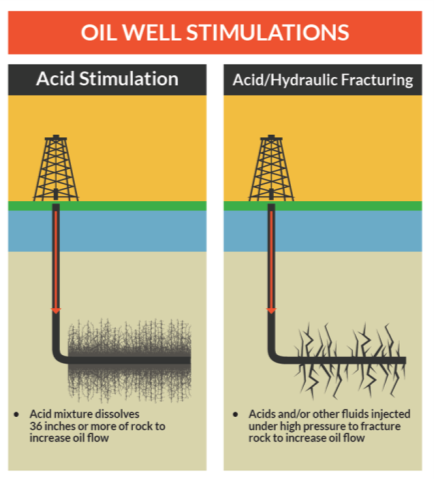 OIL WELL STIMULATIONS
Acid Stimulation
• Acid mixture dissolves
36 inches or more of rock to
increase oil flow
Acid/Hydraulic Fracturing
• Acids and/or other fluids injected
under high pressure to fracture
rock to increase oil flow